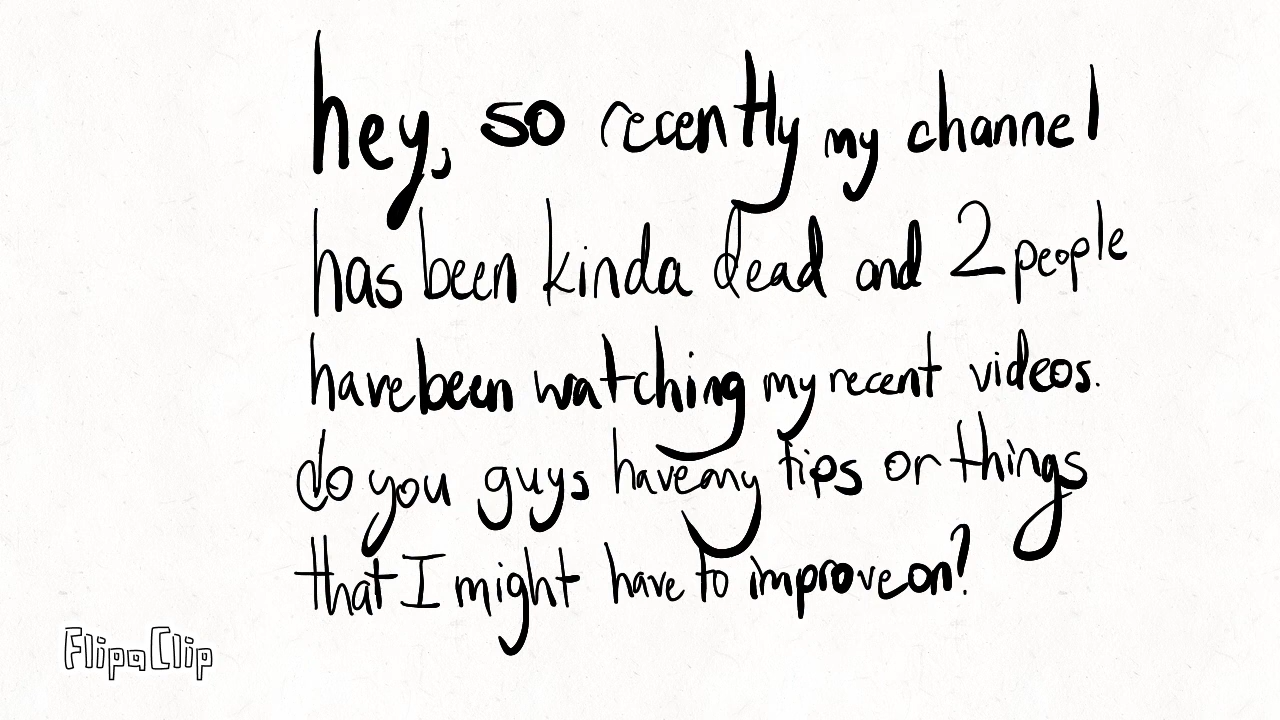 hey, so recently my channel
has been kinda dead and 2 people
have been watching my recent videos.
do you guys have any tips or things
that I might have to improve on?
FlipaClip